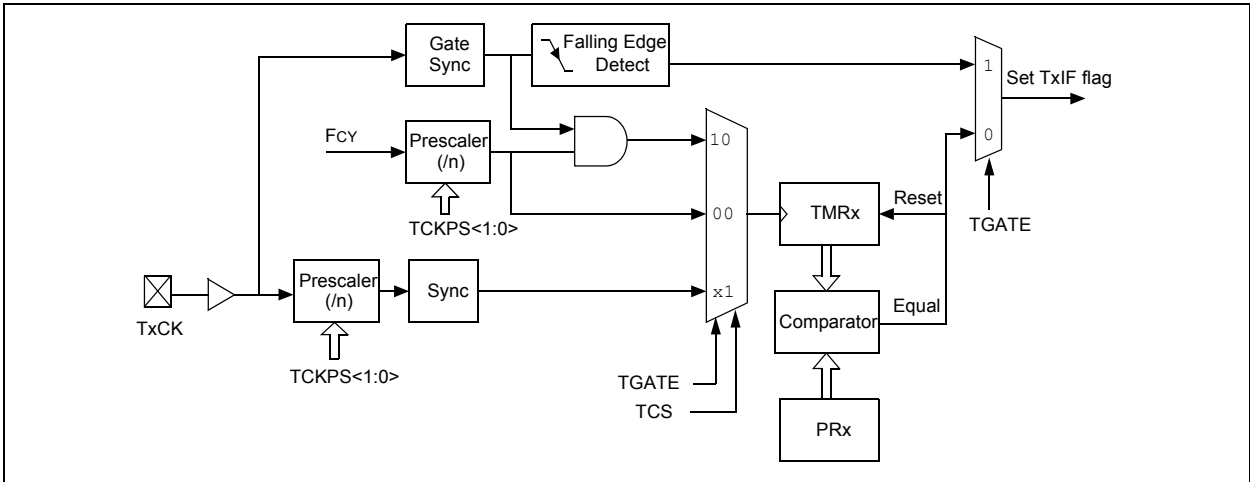 Gate
Sync
Falling Edge
Detect
1
Set TxIF flag
0
FCY
Prescaler
(/n)
10
TCKPS<1:0>
00
TMRx
Reset
TGATE
TxCK
Prescaler
(/n)
Sync
x1
Comparator
Equal
TCKPS<1:0>
TGATE
TCS
PRx